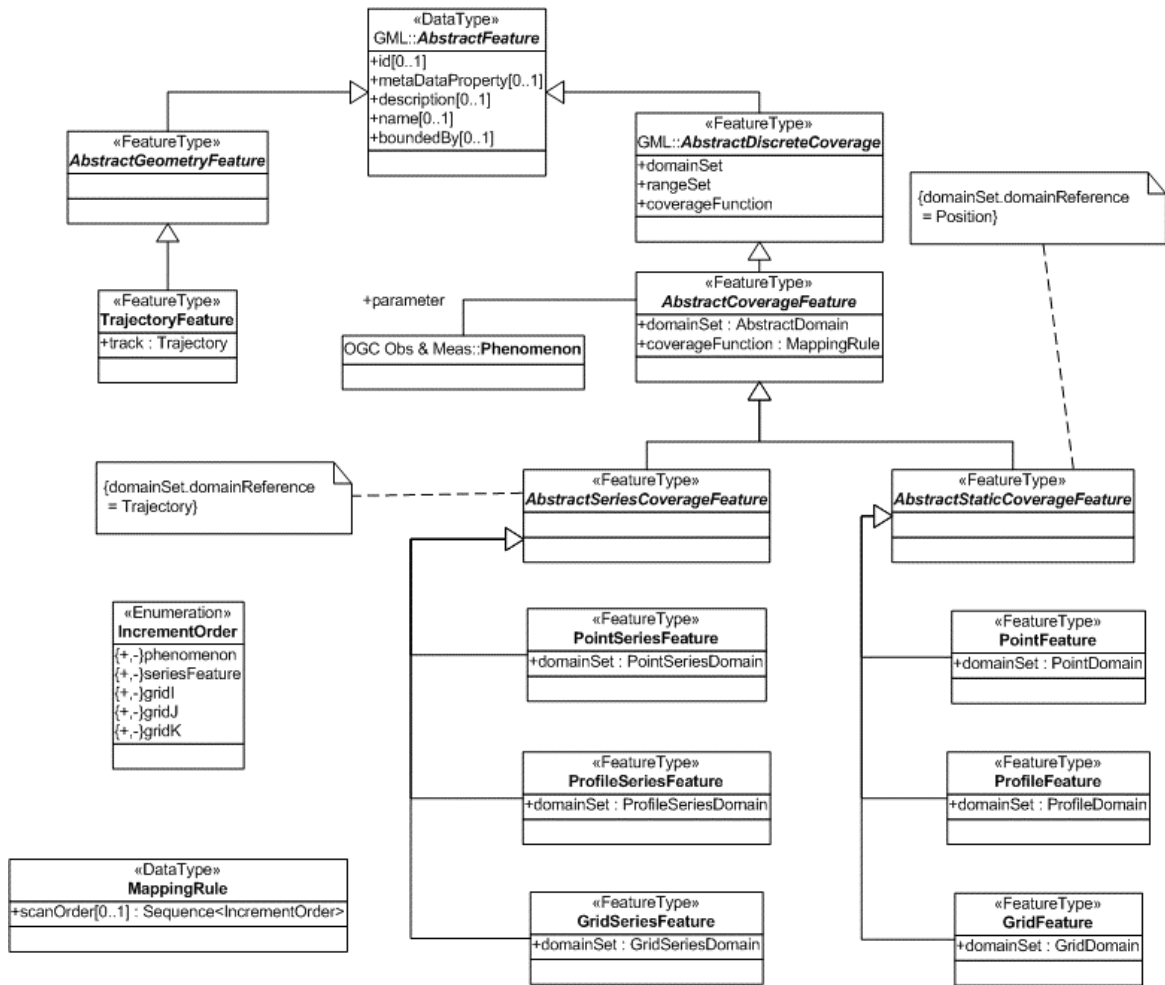 «DataType»
GML::AbstractFeature
+id[0..1]
+metaDataProperty[0..1]
+description[0..1]
+name[0..1]
+boundedBy[0..1]
«FeatureType»
AbstractGeometryFeature
«FeatureType»
GML::AbstractDiscreteCoverage
+domainSet
+rangeSet
+coverageFunction
{domainSet.domainReference
= Position}
«FeatureType»
TrajectoryFeature
+track : Trajectory
+parameter
OGC Obs & Meas::Phenomenon
«FeatureType»
AbstractCoverageFeature
+domainSet : AbstractDomain
+coverageFunction : MappingRule
{domainSet.domainReference
= Trajectory}
«FeatureType»
AbstractSeriesCoverageFeature
«FeatureType»
AbstractStaticCoverageFeature
«Enumeration»
IncrementOrder
{+,-}phenomenon
{+,-}seriesFeature
{+,-}gridI
{+,-}gridJ
{+,-}gridK
«FeatureType»
PointSeriesFeature
+domainSet : PointSeriesDomain
«FeatureType»
PointFeature
+domainSet : PointDomain
«FeatureType»
ProfileSeriesFeature
+domainSet : ProfileSeriesDomain
«FeatureType»
ProfileFeature
+domainSet : ProfileDomain
«DataType»
MappingRule
+scanOrder[0..1] : Sequence<IncrementOrder>
«FeatureType»
GridSeriesFeature
+domainSet : GridSeriesDomain
«FeatureType»
GridFeature
+domainSet : GridDomain